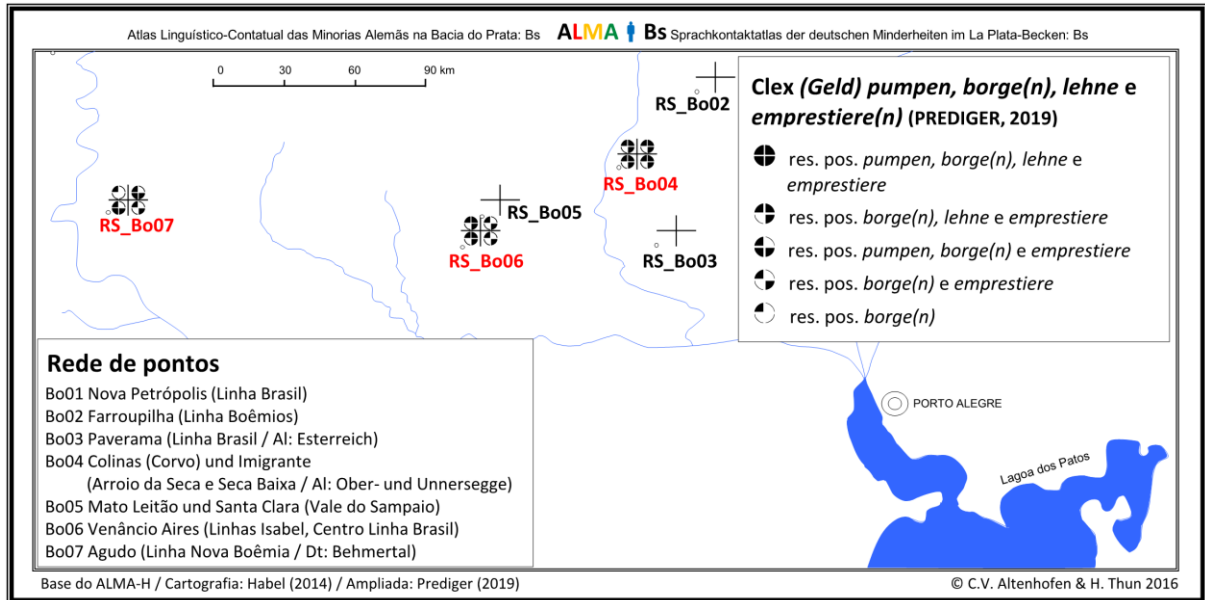 Atlas Linguístico-Contatual das Minorias Alemãs na Bacia do Prata: Bs ALMA Bs Sprachkontaktatlas der deutschen Minderheiten im La Plata-Becken: Bs
0 30 60 90 km
RS_Bo02
RS_Bo04
RS_Bo07
RS_Bo05
RS_Bo06
RS_Bo03
Clex (Geld) pumpen, borge(n), lehne e
emprestiere(n) (PREDIGER, 2019)
res. pos. pumpen, borge(n), lehne e
emprestiere
res. pos. borge(n), lehne e emprestiere
res. pos. pumpen, borge(n) e emprestiere
res. pos. borge(n) e emprestiere
res. pos. borge(n)
Rede de pontos
Bo01 Nova Petrópolis (Linha Brasil)
Bo02 Farroupilha (Linha Boêmios)
Bo03 Paverama (Linha Brasil / Al: Esterreich)
Bo04 Colinas (Corvo) und Imigrante
(Arroio da Seca e Seca Baixa / Al: Ober- und Unnersegge)
Bo05 Mato Leitão und Santa Clara (Vale do Sampaio)
Bo06 Venâncio Aires (Linhas Isabel, Centro Linha Brasil)
Bo07 Agudo (Linha Nova Boêmia / Dt: Behmertal)
PORTO ALEGRE
Lagoa dos Patos
Base do ALMA-H / Cartografia: Habel (2014) / Ampliada: Prediger (2019)
© C.V. Altenhofen & H. Thun 2016